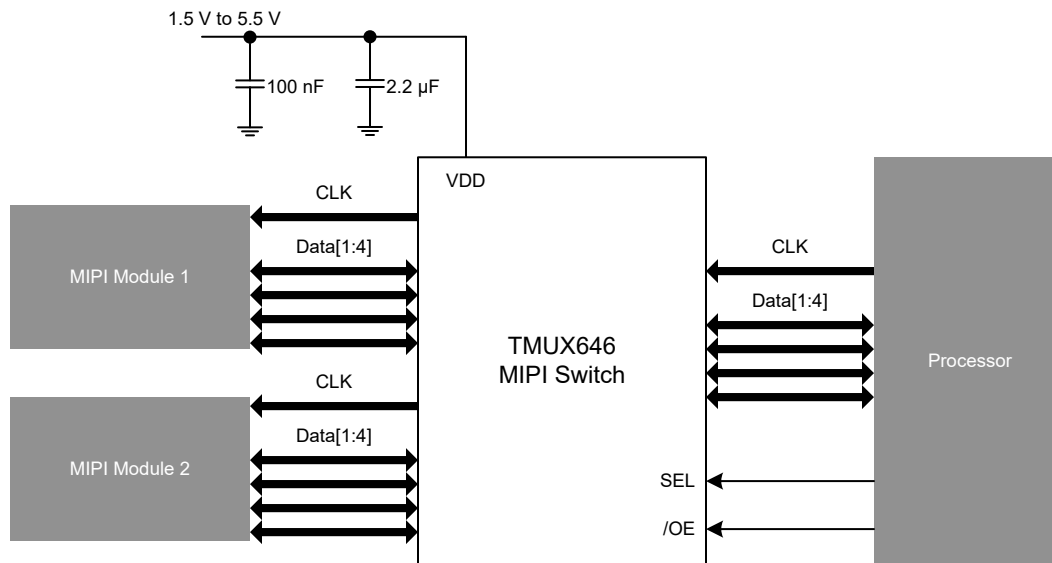 1.5 V to 5.5 V
100 nF
2.2 µF
VDD
CLK
Data[1:4]
MIPI Module 1
CLK
Data[1:4]
MIPI Module 2
TMUX646
MIPI Switch
CLK
Data[1:4]
Processor
SEL
/OE